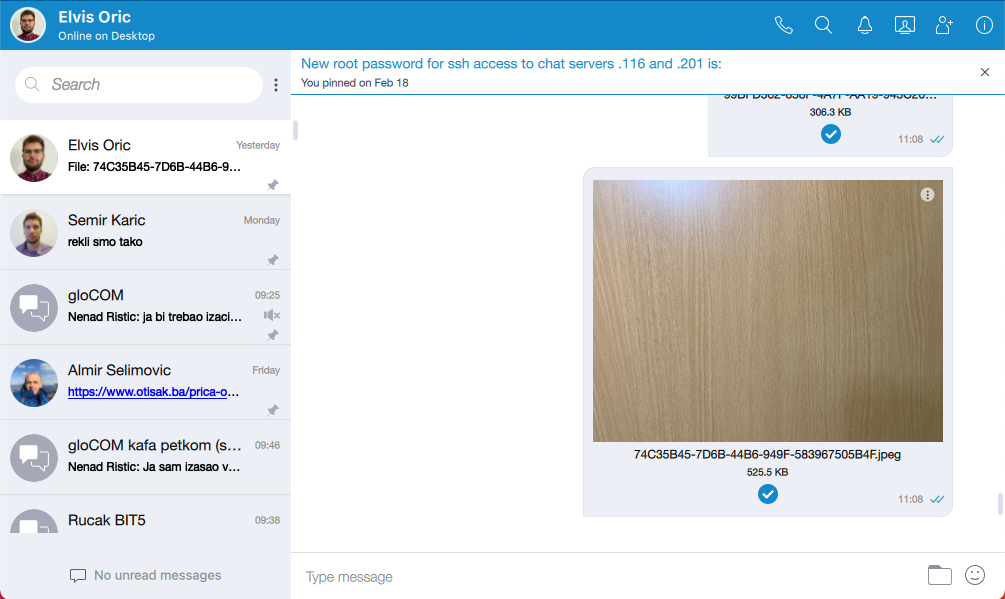 Elvis Oric
Online on Desktop
Search
New root password for ssh access to chat servers .116 and .201 is:
You pinned on Feb 18
Elvis Oric
Yesterday
File: 74C35B45-7D6B-44B6-9...
Semir Karic
Monday
rekli smo tako
gloCOM
09:25
Nenad Ristic: ja bi trebao izaci...
Almir Selimovic
Friday
https://www.otisak.ba/prica-o...
gloCOM kafa petkom (s...
09:46
Nenad Ristic: Ja sam izasao v...
Rucak BIT5
09:38
No unread messages
306.3 KB
11:08
74C35B45-7D6B-44B6-949F-583967505B4F.jpeg
525.5 KB
11:08
Type message